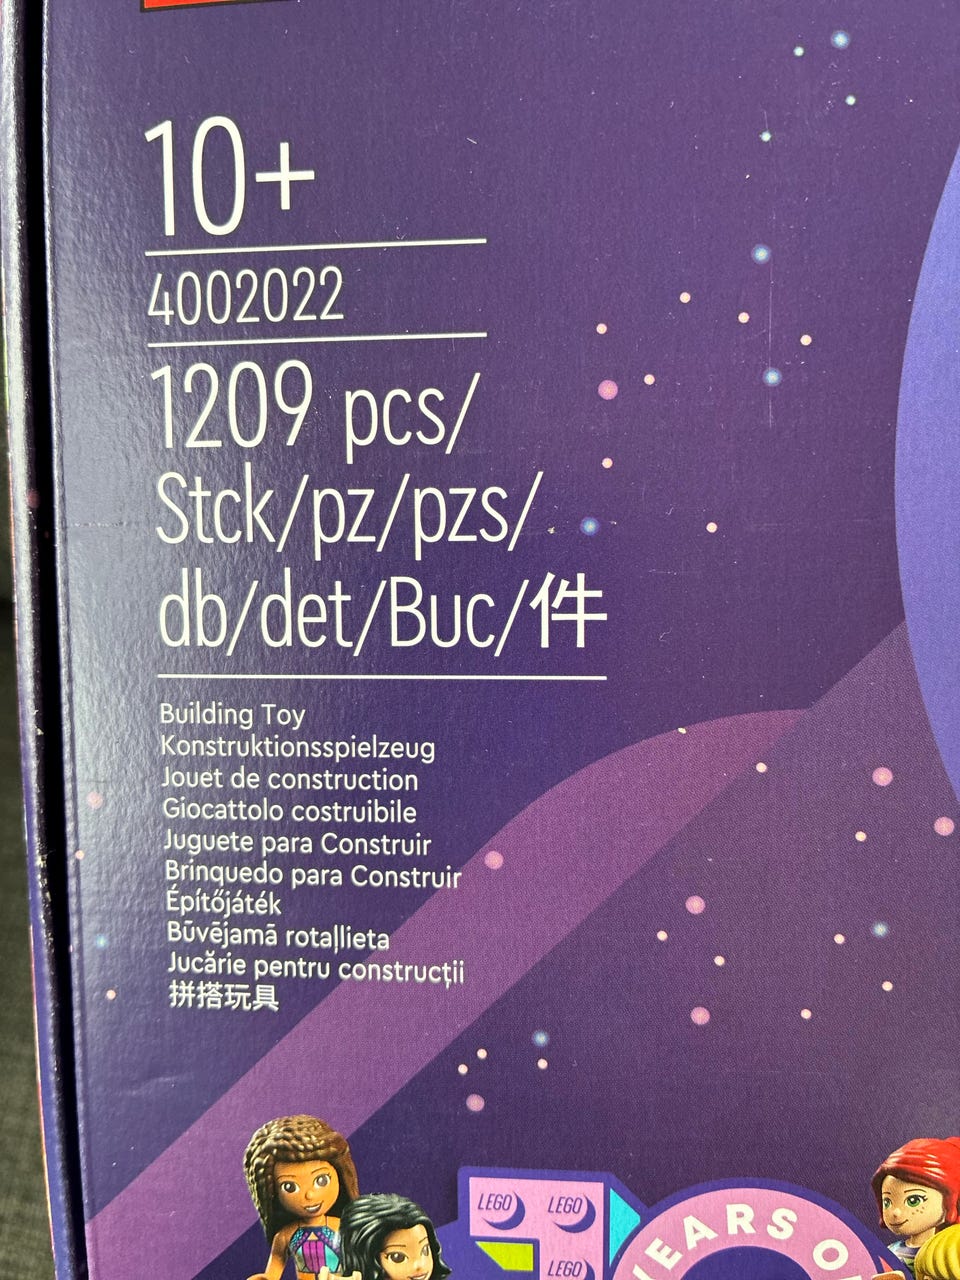 10+
4002022
1209 pcs/
Stck/pz/pzs/
db/det/Buc/件
Building Toy
Konstruktionsspielzeug
Jouet de construction
Giocattolo costruibile
Juguete para Construir
Brinquedo para Construir
Építőjáték
Būvējamā rotaļlieta
Jucărie pentru construcții
拼搭玩具
LEGO LEGO
LEGO
YEARS O